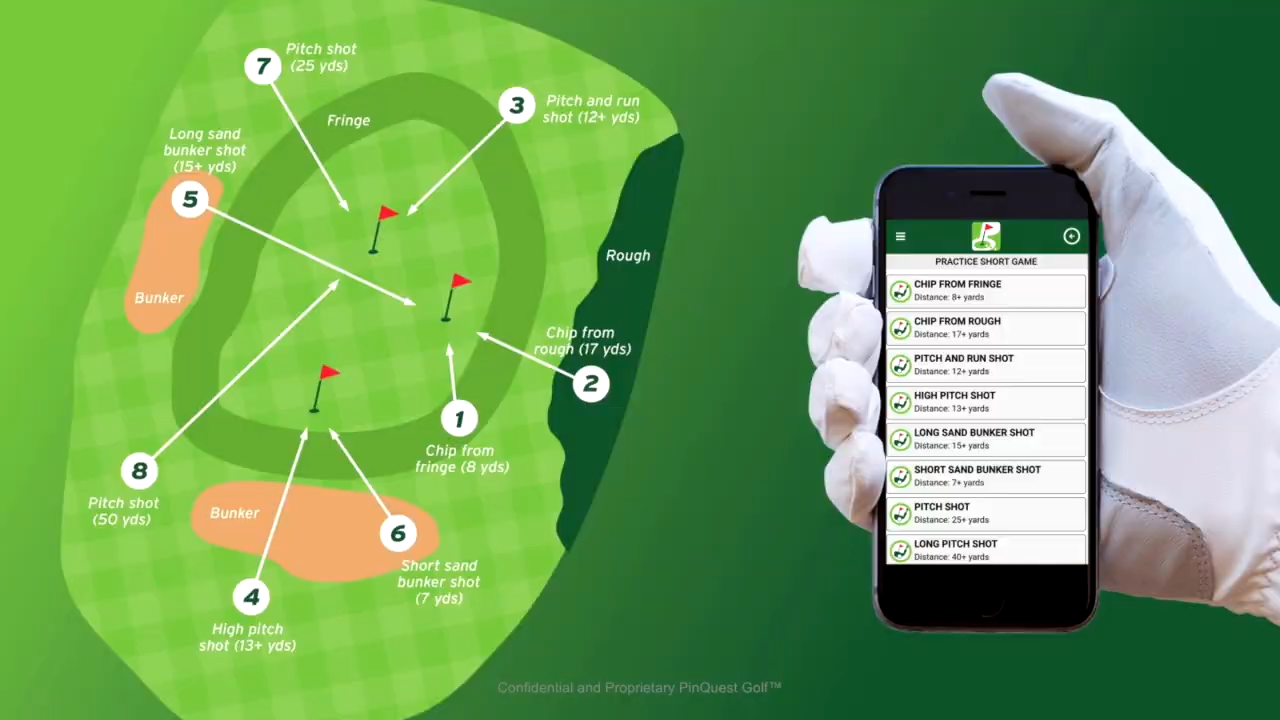 7
Pitch shot
(25 yds)
3
Pitch and run
shot (12+ yds)
Fringe
Long sand
bunker shot
(15+ yds)
5
Bunker
Rough
Chip from
rough (17 yds)
2
1
Chip from
fringe (8 yds)
8
Pitch shot
(50 yds)
Bunker
6
Short sand
bunker shot
(7 yds)
4
High pitch
shot (13+ yds)
PRACTICE SHORT GAME
CHIP FROM FRINGE
Distance: 8+ yards
CHIP FROM ROUGH
Distance: 17+ yards
PITCH AND RUN SHOT
Distance: 12+ yards
HIGH PITCH SHOT
Distance: 13+ yards
LONG SAND BUNKER SHOT
Distance: 15+ yards
SHORT SAND BUNKER SHOT
Distance: 7+ yards
PITCH SHOT
Distance: 25+ yards
LONG PITCH SHOT
Distance: 40+ yards
Confidential and Proprietary PinQuest Golf™